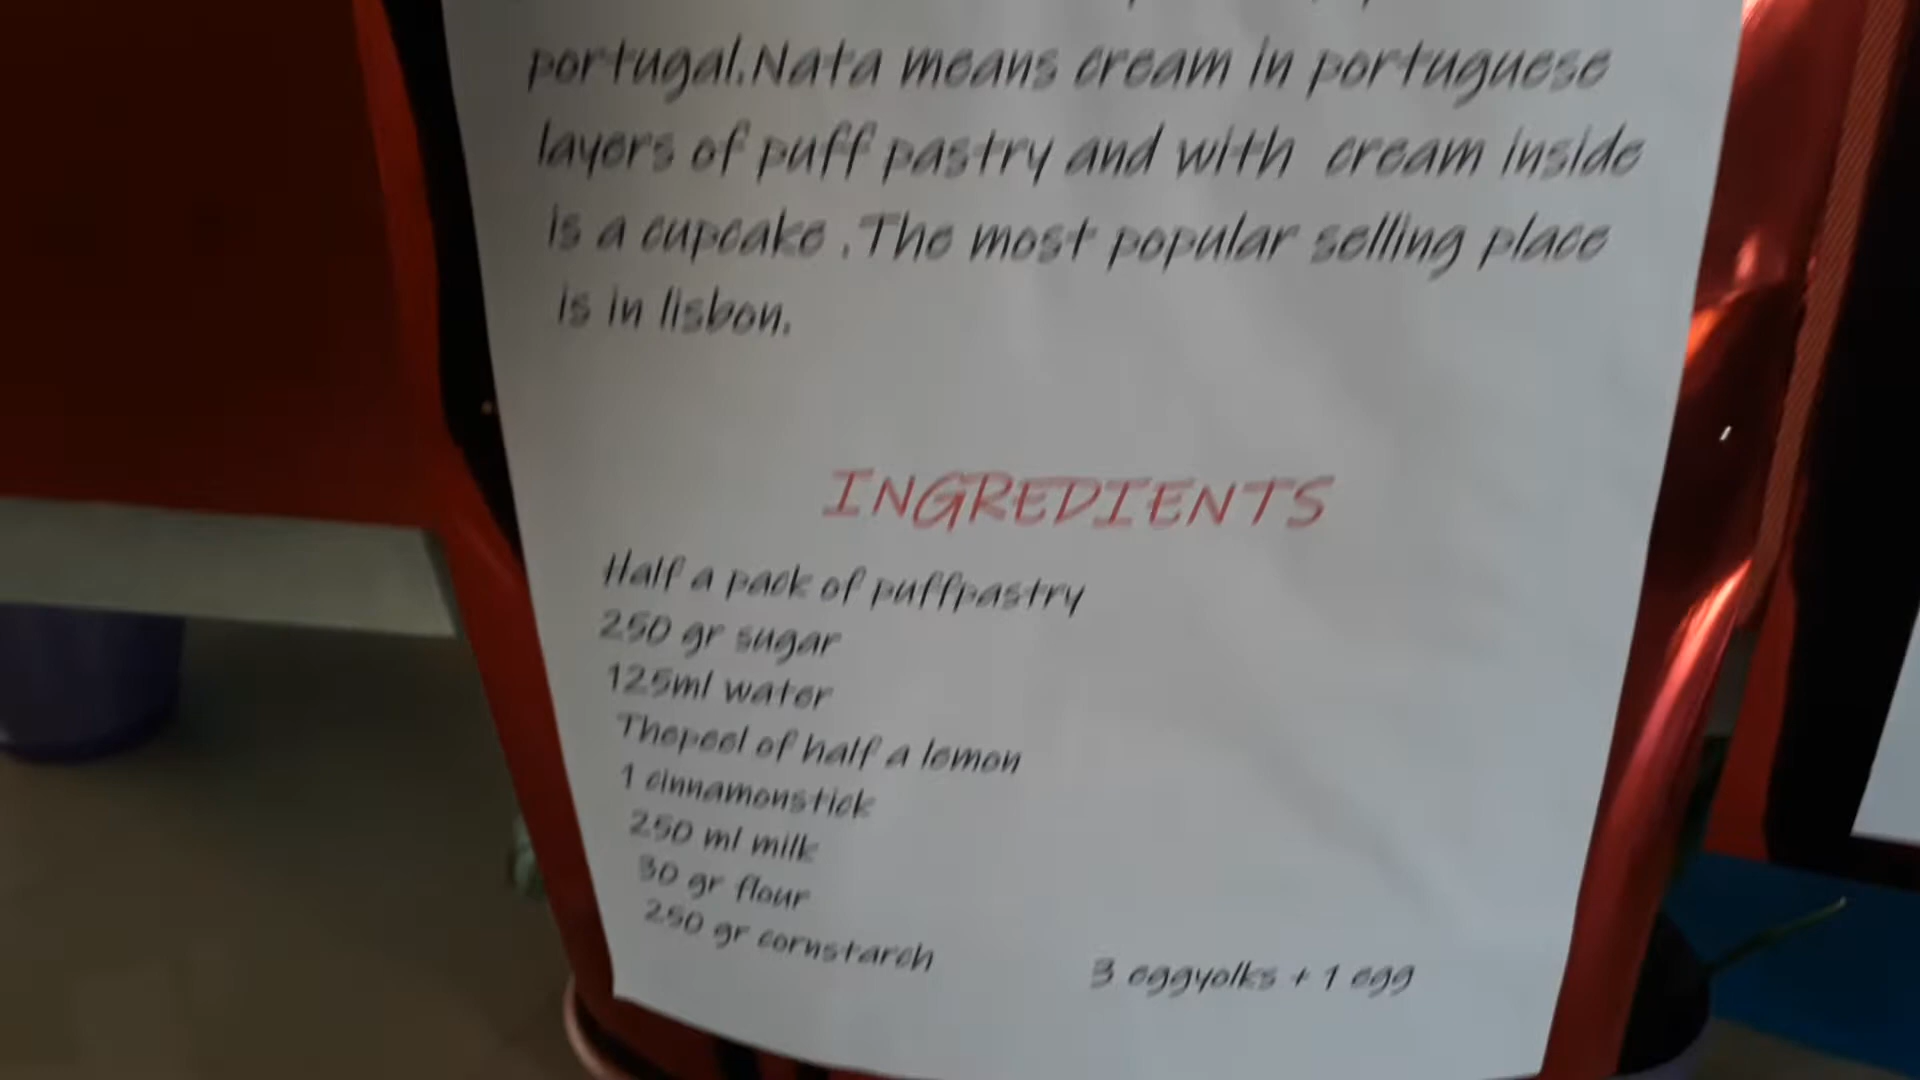 portugal.Nata means cream in portuguese
layers of puff pastry and with cream inside
is a cupcake .The most popular selling place
is in lisbon.
INGREDIENTS
Half a pack of puffpastry
250 gr sugar
125ml water
Thepeel of half a lemon
1 cinnamonstick
250 ml milk
30 gr flour
250 gr cornstarch
3 eggyolks + 1 egg